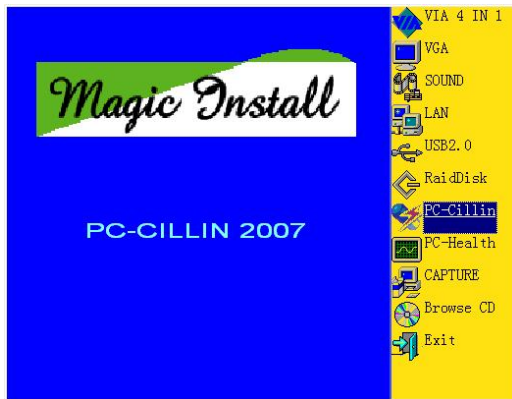 Magic Install
PC-CILLIN 2007
VIA 4 IN 1
VGA
SOUND
LAN
USB2.0
RaidDisk
PC-Cillin
PC-Health
CAPTURE
Browse CD
Exit